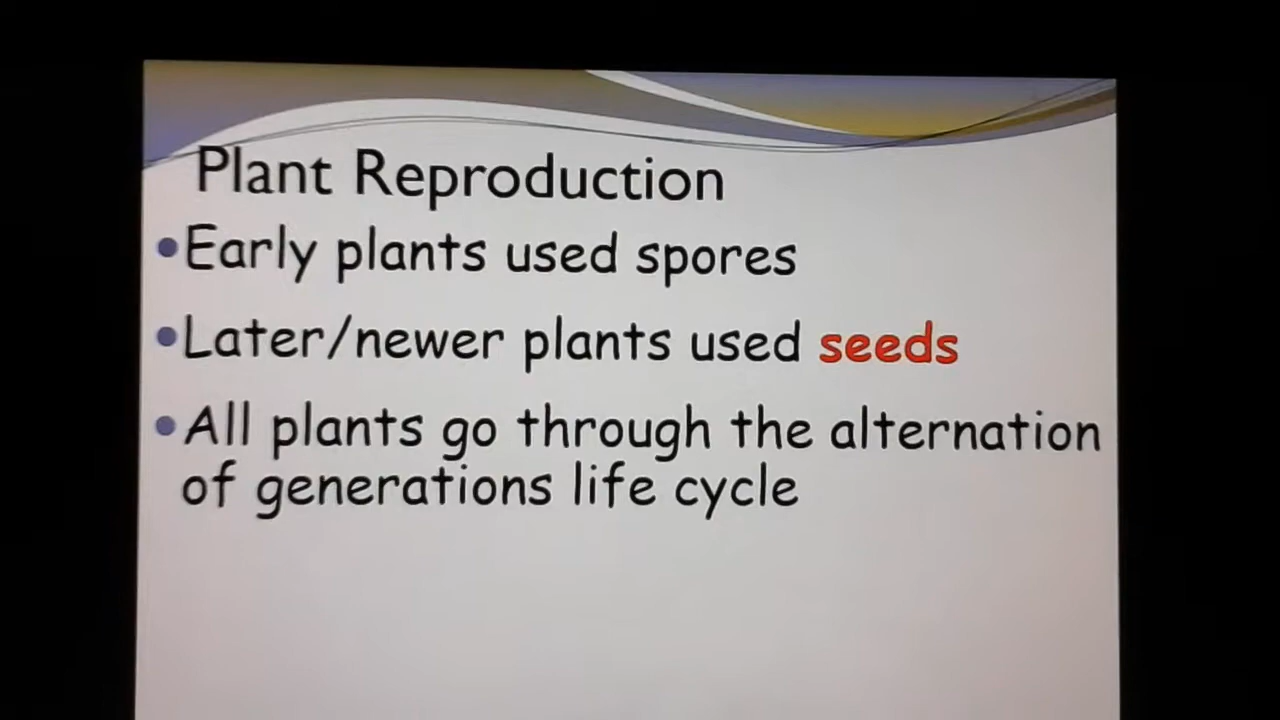 Plant Reproduction
•Early plants used spores
•Later/newer plants used seeds
•All plants go through the alternation
of generations life cycle